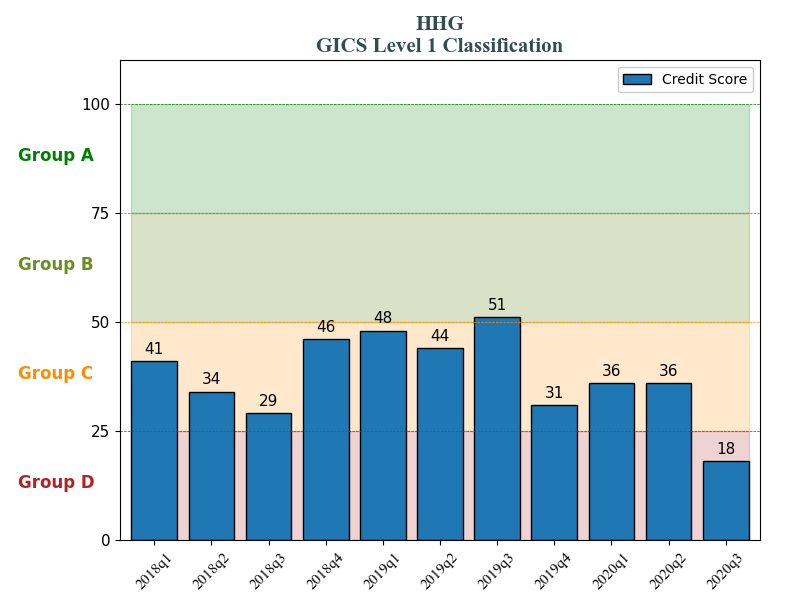 HHG
GICS Level 1 Classification
Credit Score
100
Group A
75
Group B
50
Group C
25
Group D
0
41
34
29
46
48
44
51
31
36
36
18
2018q1
2018q2
2018q3
2018q4
2019q1
2019q2
2019q3
2019q4
2020q1
2020q2
2020q3